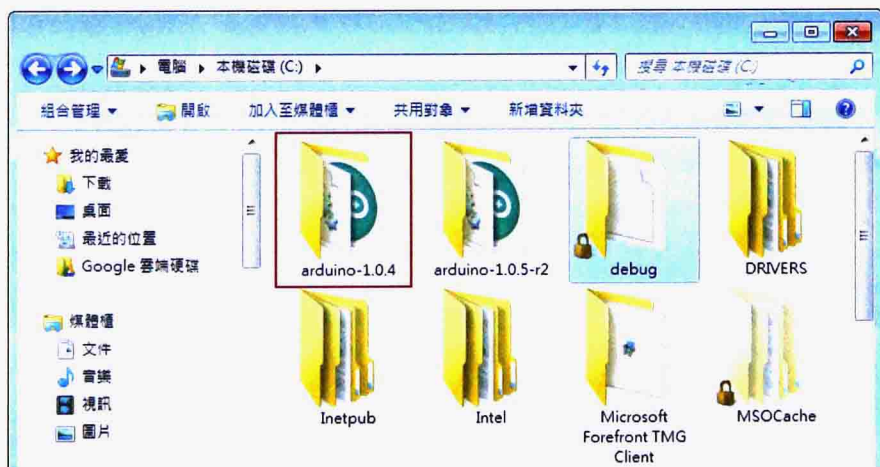 電腦 ▸ 本機磁碟 (C:) ▸
搜尋 本機磁碟 (C:)
組合管理 ▼ 開啟 加入至媒體櫃 ▼ 共用對象 ▼ 新增資料夾
我的最愛
下載
桌面
最近的位置
Google 雲端硬碟
媒體櫃
文件
音樂
視訊
圖片
arduino-1.0.4
arduino-1.0.5-r2
debug
DRIVERS
Inetpub
Intel
Microsoft
Forefront TMG
Client
MSOCache